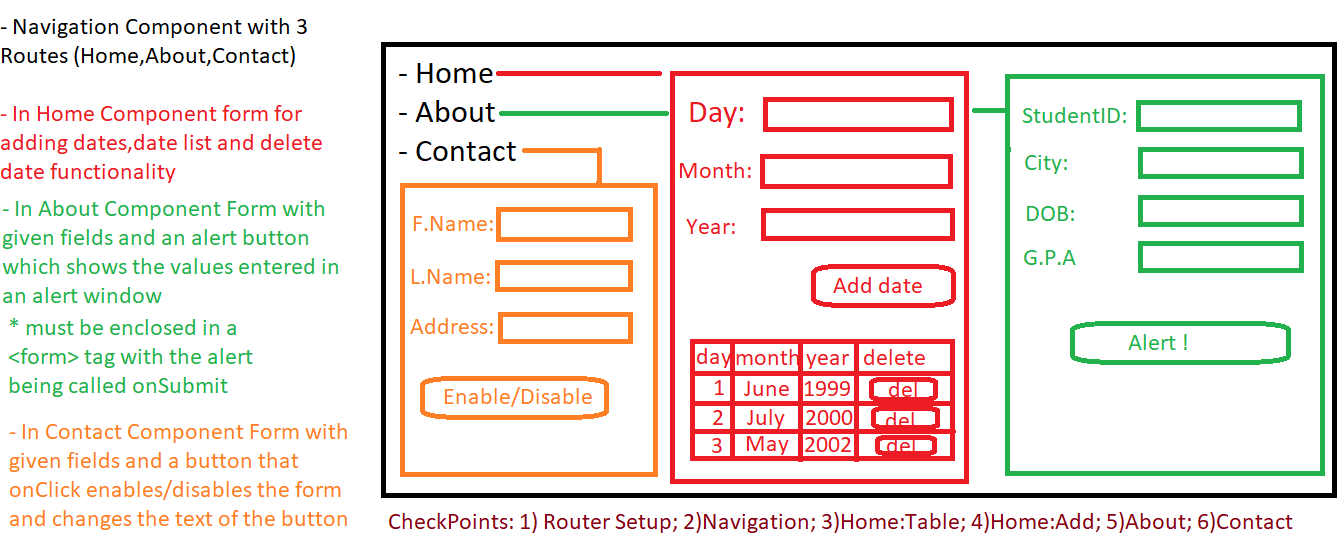 - Navigation Component with 3
Routes (Home,About,Contact)
- In Home Component form for
adding dates,date list and delete
date functionality
- In About Component Form with
given fields and an alert button
which shows the values entered in
an alert window
* must be enclosed in a
<form> tag with the alert
being called onSubmit
- In Contact Component Form with
given fields and a button that
onClick enables/disables the form
and changes the text of the button
- Home
- About
- Contact
F.Name:
L.Name:
Address:
Enable/Disable
Day:
Month:
Year:
Add date
day month year delete
1 June 1999 del
2 July 2000 del
3 May 2002 del
StudentID:
City:
DOB:
G.P.A
Alert !
CheckPoints: 1) Router Setup; 2)Navigation; 3)Home:Table; 4)Home:Add; 5)About; 6)Contact